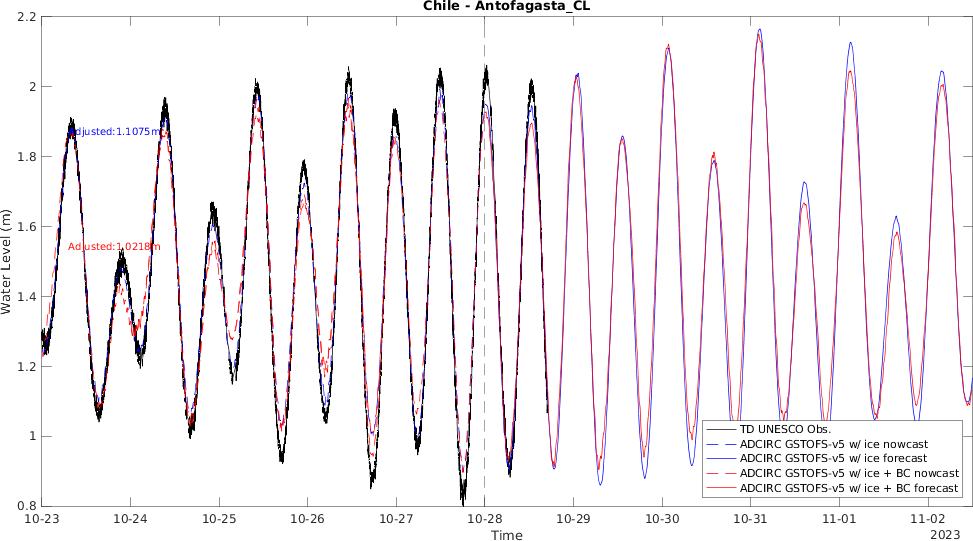 Chile - Antofagasta_CL
2.2
2
1.8
1.6
1.4
1.2
1
0.8
Water Level (m)
Adjusted:1.1075m
Adjusted:1.0218m
TD UNESCO Obs.
ADCIRC GSTOFS-v5 w/ ice nowcast
ADCIRC GSTOFS-v5 w/ ice forecast
ADCIRC GSTOFS-v5 w/ ice + BC nowcast
ADCIRC GSTOFS-v5 w/ ice + BC forecast
10-23 10-24 10-25 10-26 10-27 10-28 10-29 10-30 10-31 11-01 11-02
Time
2023